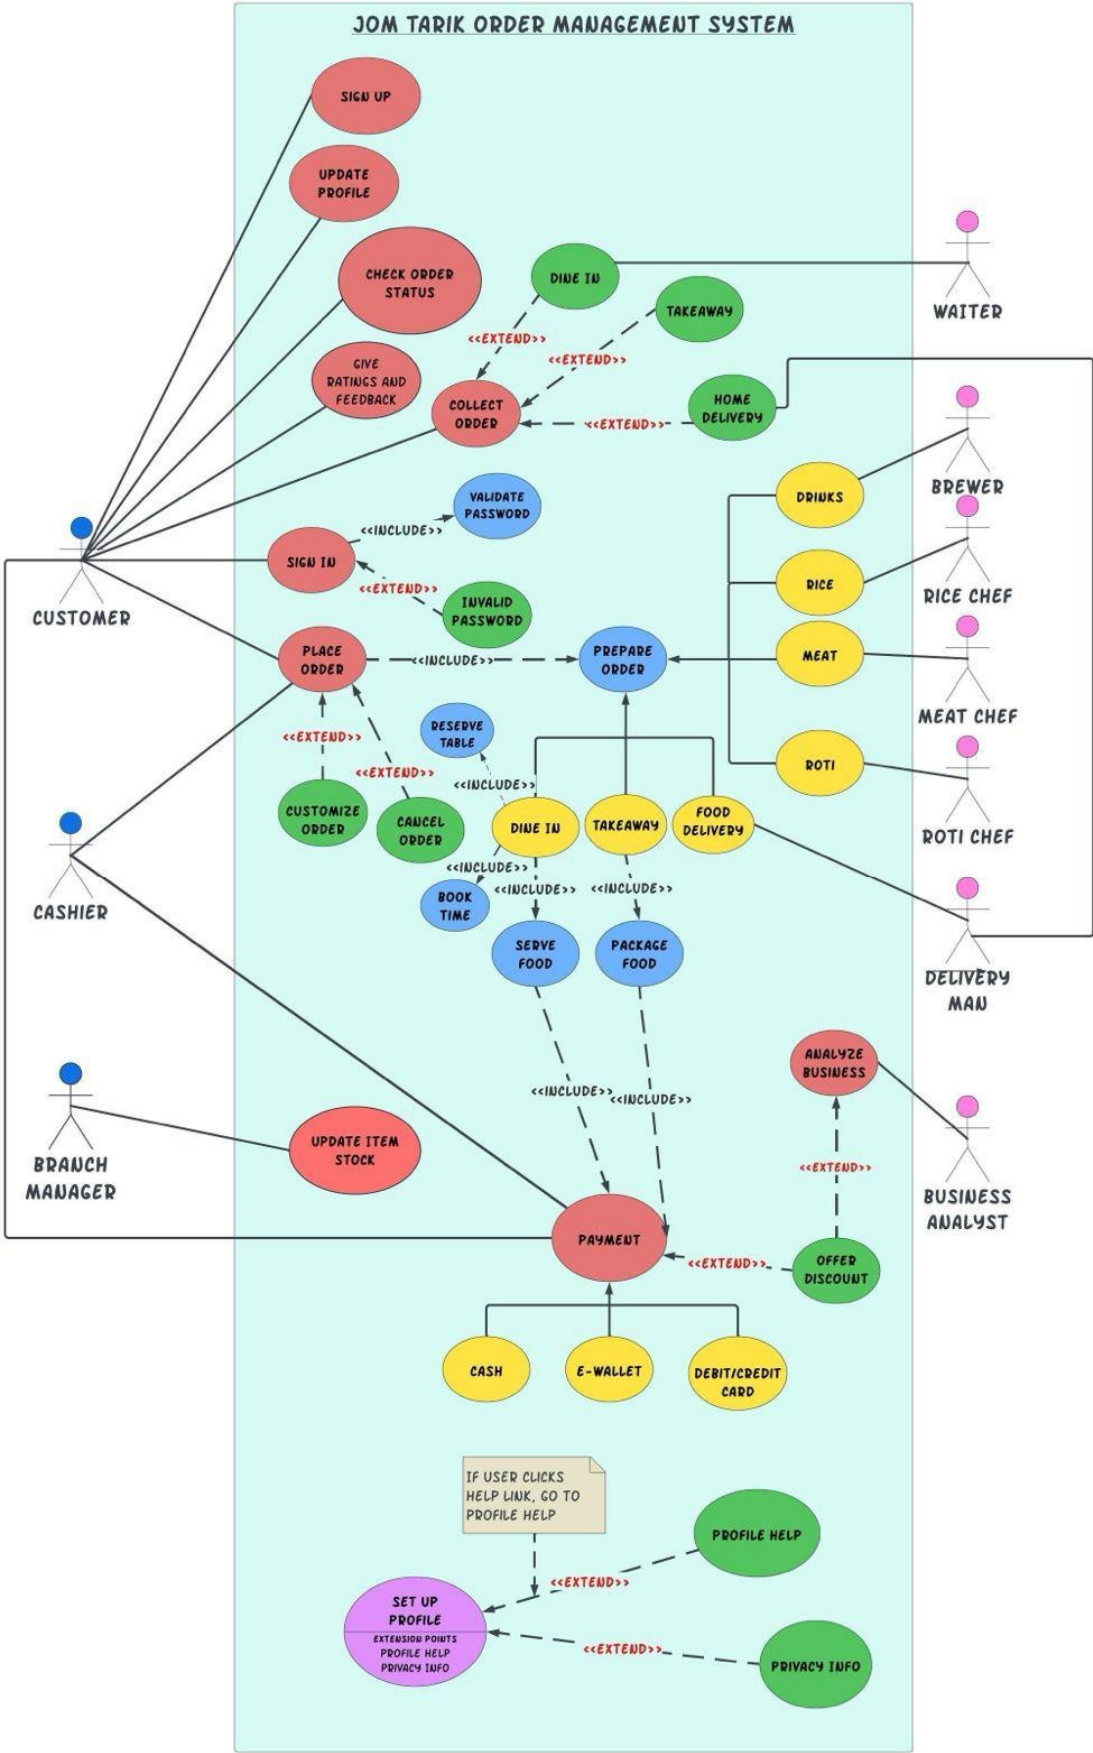 JOM TARIK ORDER MANAGEMENT SYSTEM
SIGN UP
UPDATE
PROFILE
CHECK ORDER
STATUS
GIVE
RATINGS AND
FEEDBACK
DINE IN
TAKEAWAY
WAITER
<<EXTEND>>
<<EXTEND>>
COLLECT
ORDER
<<EXTEND>>
HOME
DELIVERY
BREWER
DRINKS
VALIDATE
PASSWORD
<<INCLUDE>>
SIGN IN
<<EXTEND>>
INVALID
PASSWORD
RICE
RICE CHEF
CUSTOMER
PLACE
ORDER
<<INCLUDE>>
PREPARE
ORDER
MEAT
MEAT CHEF
RESERVE
TABLE
<<EXTEND>>
<<EXTEND>>
<<INCLUDE>>
ROTI
ROTI CHEF
CUSTOMIZE
ORDER
CANCEL
ORDER
DINE IN
TAKEAWAY
FOOD
DELIVERY
<<INCLUDE>>
<<INCLUDE>>
<<INCLUDE>>
BOOK
TIME
CASHIER
SERVE
FOOD
PACKAGE
FOOD
DELIVERY
MAN
<<INCLUDE>>
<<INCLUDE>>
ANALYZE
BUSINESS
BRANCH
MANAGER
UPDATE ITEM
STOCK
<<EXTEND>>
BUSINESS
ANALYST
PAYMENT
<<EXTEND>>
OFFER
DISCOUNT
CASH
E-WALLET
DEBIT/CREDIT
CARD
IF USER CLICKS
HELP LINK, GO TO
PROFILE HELP
PROFILE HELP
<<EXTEND>>
SET UP
PROFILE
EXTENSION POINTS
PROFILE HELP
PRIVACY INFO
<<EXTEND>>
PRIVACY INFO